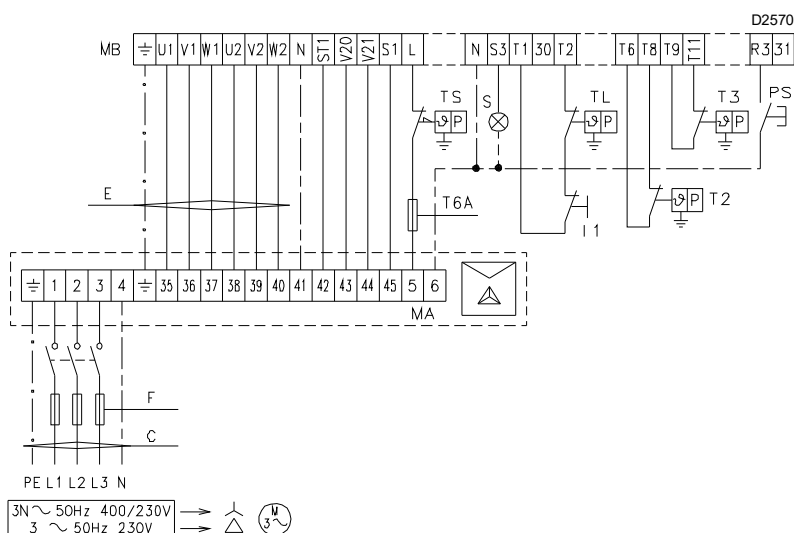 D2570
MB ⏚ U1 V1 W1 U2 V2 W2 N ST1 V20 V21 S1 L N S3 T1 30 T2 T6 T8 T9 T11 R3 31
TS S TL T3 PS
ϑ P ϑ P ϑ P
E T6A I1 ϑ P T2
⏚ 1 2 3 4 ⏚ 35 36 37 38 39 40 41 42 43 44 45 5 6
MA
F
C
PE L1 L2 L3 N
3N ~ 50Hz 400/230V → M
3 ~ 50Hz 230V → △ 3~